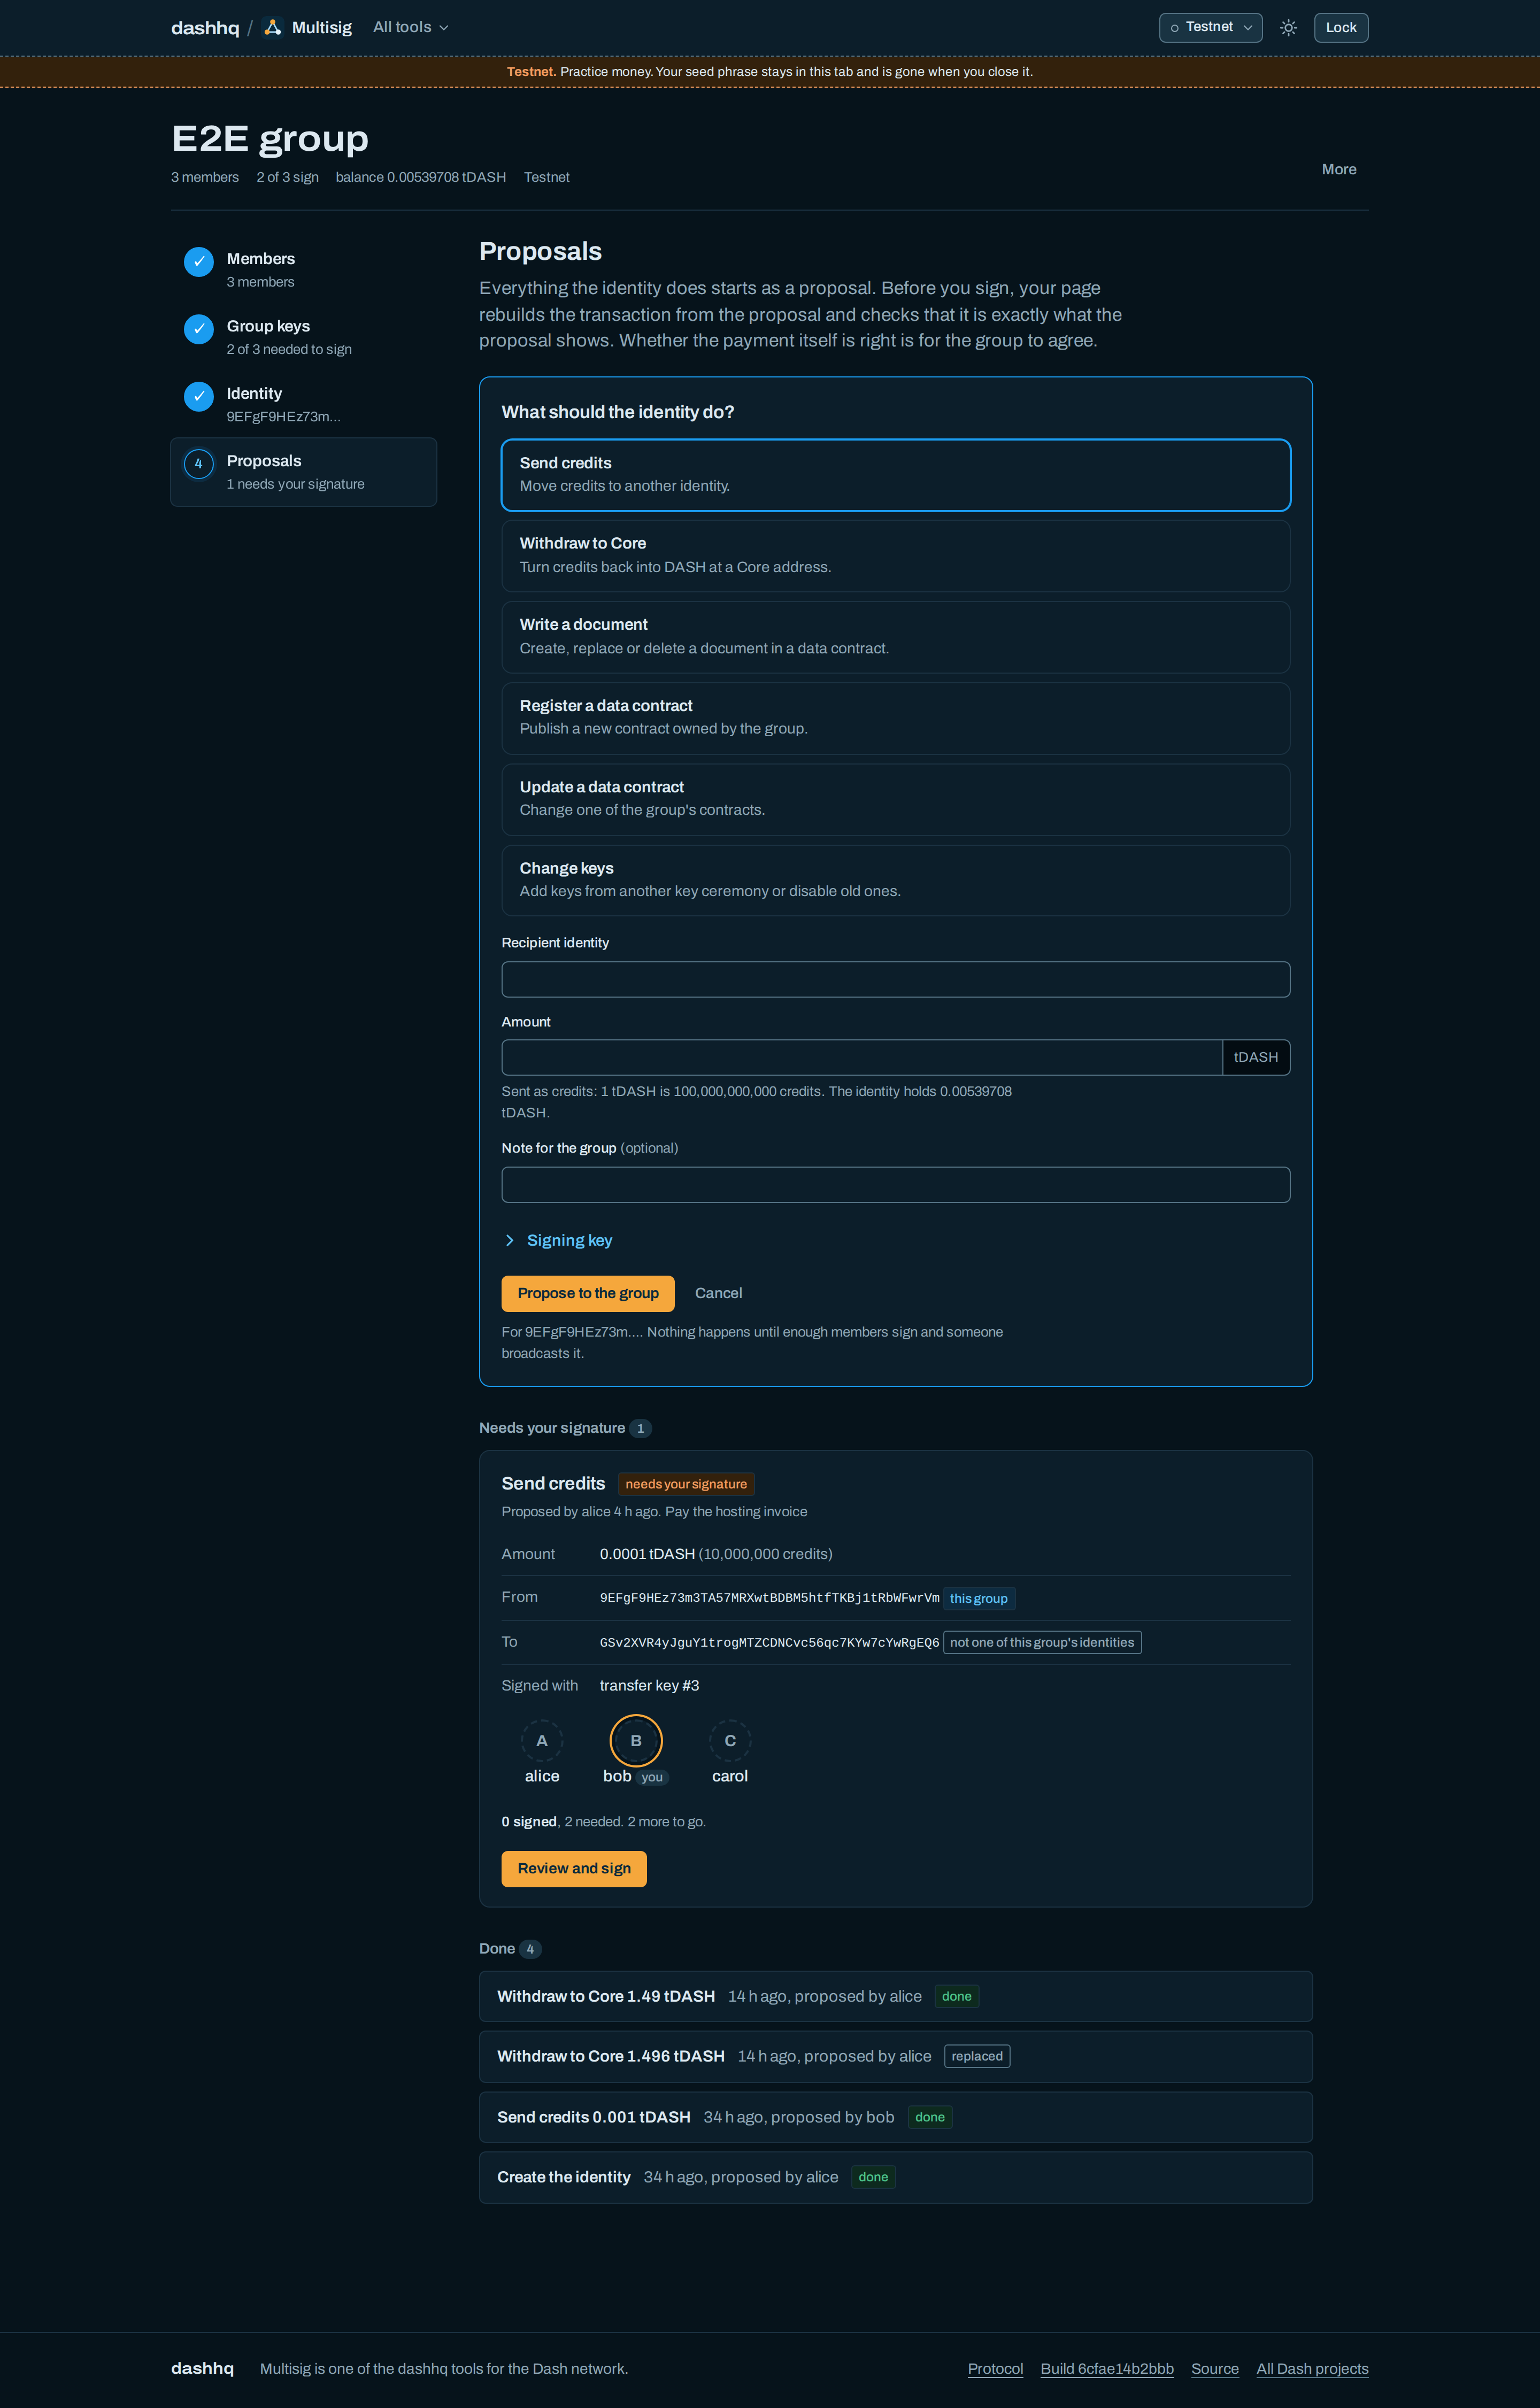 dashhq / Multisig All tools Testnet Lock
Testnet. Practice money. Your seed phrase stays in this tab and is gone when you close it.
E2E group
3 members 2 of 3 sign balance 0.00539708 tDASH Testnet
More
✓ Members
3 members
✓ Group keys
2 of 3 needed to sign
✓ Identity
9EFgF9HEz73m...
4 Proposals
1 needs your signature
Proposals
Everything the identity does starts as a proposal. Before you sign, your page
rebuilds the transaction from the proposal and checks that it is exactly what the
proposal shows. Whether the payment itself is right is for the group to agree.
What should the identity do?
Send credits
Move credits to another identity.
Withdraw to Core
Turn credits back into DASH at a Core address.
Write a document
Create, replace or delete a document in a data contract.
Register a data contract
Publish a new contract owned by the group.
Update a data contract
Change one of the group's contracts.
Change keys
Add keys from another key ceremony or disable old ones.
Recipient identity
Amount
tDASH
Sent as credits: 1 tDASH is 100,000,000,000 credits. The identity holds 0.00539708
tDASH.
Note for the group (optional)
Signing key
Propose to the group Cancel
For 9EFgF9HEz73m.... Nothing happens until enough members sign and someone
broadcasts it.
Needs your signature 1
Send credits needs your signature
Proposed by alice 4 h ago. Pay the hosting invoice
Amount 0.0001 tDASH (10,000,000 credits)
From 9EFgF9HEz73m3TA57MRXwtBDBM5htfTKBj1tRbWFwrVm this group
To GSv2XVR4yJguY1trogMTZCDNCvc56qc7KYw7cYwRgEQ6 not one of this group's identities
Signed with transfer key #3
A B C
alice bob you carol
0 signed, 2 needed. 2 more to go.
Review and sign
Done 4
Withdraw to Core 1.49 tDASH 14 h ago, proposed by alice done
Withdraw to Core 1.496 tDASH 14 h ago, proposed by alice replaced
Send credits 0.001 tDASH 34 h ago, proposed by bob done
Create the identity 34 h ago, proposed by alice done
dashhq Multisig is one of the dashhq tools for the Dash network. Protocol Build 6cfae14b2bbb Source All Dash projects